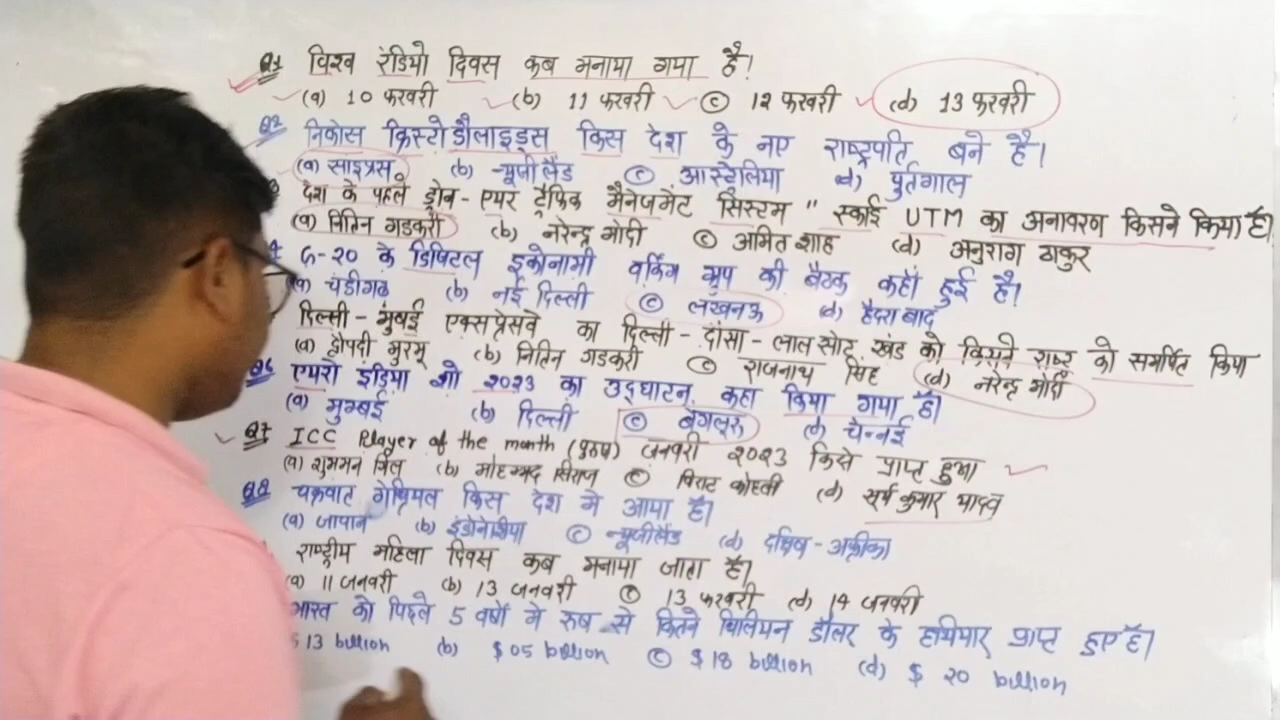 Q1 विश्व रेडियो दिवस कब मनाया गया है।
(a) 10 फरवरी (b) 11 फरवरी (c) 12 फरवरी (d) 13 फरवरी
Q2 निकोस क्रिस्टोडौलाइड्स किस देश के नए राष्ट्रपति बने है।
(a) साइप्रस (b) न्यूजीलैंड (c) आस्टेलिया (d) पुर्तगाल
देश के पहले ड्रोन - एयर ट्रैफिक मैनेजमेंट सिस्टम " स्काई UTM का अनावरण किसने किया है।
(a) नितिन गडकरी (b) नरेन्द्र मोदी (c) अमित शाह (d) अनुराग ठाकुर
G-20 के डिजिटल इकोनामी वर्किंग ग्रुप की बैठक कहाँ हुई है।
(a) चंडीगढ (b) नई दिल्ली (c) लखनऊ (d) हैदराबाद
दिल्ली - मुंबई एक्सप्रेसवे का दिल्ली - दौसा - लालसोट खंड को किसने राष्ट्र को समर्पित किया
(a) द्रौपदी मुरमू (b) नितिन गडकरी (c) राजनाथ सिंह (d) नरेन्द्र मोदी
Q6 एयरो इंडिया शो २०२३ का उद्घाटन कहा किया गया है।
(a) मुम्बई (b) दिल्ली (c) बेंगलूरू (d) चेन्नई
Q7 ICC Player of the month (पुरुष) जनवरी २०२३ किसे प्राप्त हुआ
(a) शुभमन गिल (b) मोहम्मद सिराज (c) विराट कोहली (d) सूर्य कुमार यादव
Q8 चक्रवात गेब्रियल किस देश मे आया है।
(a) जापान (b) इंडोनेशिया (c) न्यूजीलैंड (d) दक्षिण - अफ्रीका
राष्ट्रीय महिला दिवस कब मनाया जाता है।
(a) 11 जनवरी (b) 13 जनवरी (c) 13 फरवरी (d) 14 जनवरी
भारत को पिछले 5 वर्षो मे रूस से कितने बिलियन डॉलर के हथियार प्राप्त हुए है।
$ 13 billion (b) $ 05 billion (c) $ 18 billion (d) $ 20 billion